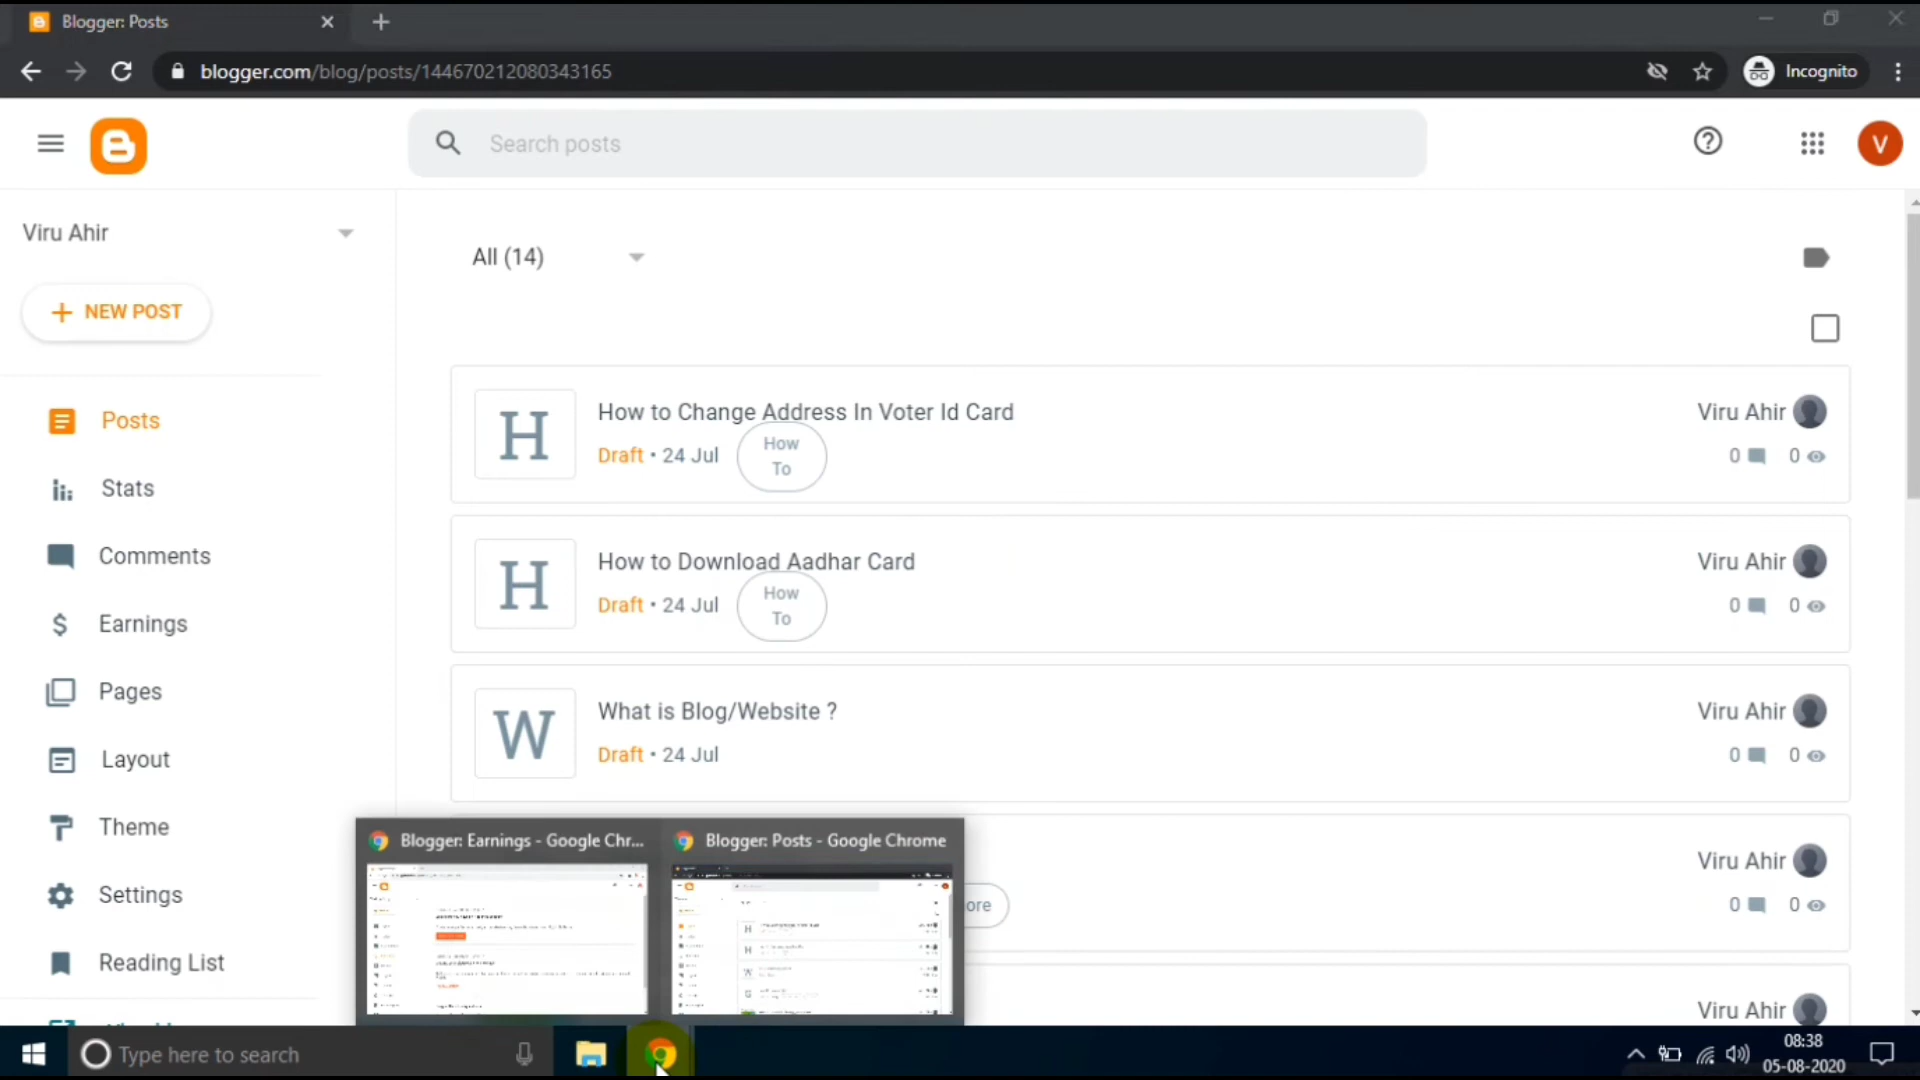 Blogger: Posts
blogger.com/blog/posts/144670212080343165
Incognito
Search posts
V
Viru Ahir
All (14)
NEW POST
H
How to Change Address In Voter Id Card
Viru Ahir
Draft • 24 Jul
How
To
0
0
Posts
Stats
Comments
Earnings
Pages
Layout
Theme
Settings
Reading List
H
How to Download Aadhar Card
Viru Ahir
Draft • 24 Jul
How
To
0
0
W
What is Blog/Website ?
Viru Ahir
Draft • 24 Jul
0
0
Viru Ahir
ore
0
0
Viru Ahir
Blogger: Earnings - Google Chr...
Blogger: Posts - Google Chrome
Type here to search
08:38
05-08-2020